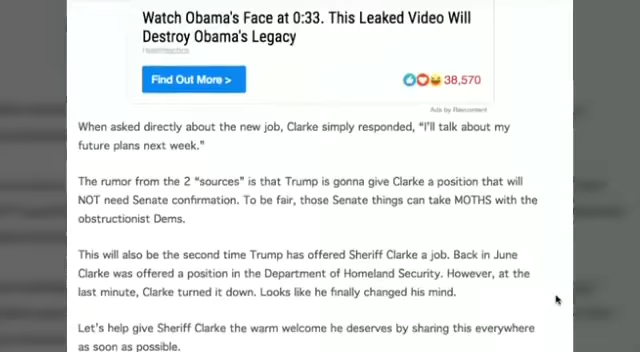 Watch Obama's Face at 0:33. This Leaked Video Will
Destroy Obama's Legacy
Find Out More >
38,570
Ads by Revcontent
When asked directly about the new job, Clarke simply responded, "I'll talk about my
future plans next week."
The rumor from the 2 "sources" is that Trump is gonna give Clarke a position that will
NOT need Senate confirmation. To be fair, those Senate things can take MOTHS with the
obstructionist Dems.
This will also be the second time Trump has offered Sheriff Clarke a job. Back in June
Clarke was offered a position in the Department of Homeland Security. However, at the
last minute, Clarke turned it down. Looks like he finally changed his mind.
Let's help give Sheriff Clarke the warm welcome he deserves by sharing this everywhere
as soon as possible.